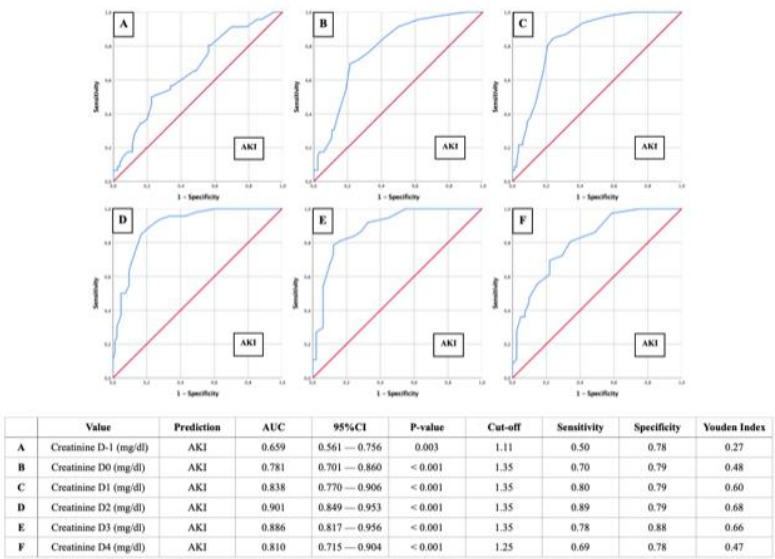 A
B
C
Sensitivity
Sensitivity
Sensitivity
AKI
AKI
AKI
1 - Specificity
1 - Specificity
1 - Specificity
D
E
F
Sensitivity
Sensitivity
Sensitivity
AKI
AKI
AKI
1 - Specificity
1 - Specificity
1 - Specificity
Value Prediction AUC 95%CI P-value Cut-off Sensitivity Specificity Youden Index
A Creatinine D-1 (mg/dl) AKI 0.659 0.561 — 0.756 0.003 1.11 0.50 0.78 0.27
B Creatinine D0 (mg/dl) AKI 0.781 0.701 — 0.860 < 0.001 1.35 0.70 0.79 0.48
C Creatinine D1 (mg/dl) AKI 0.838 0.770 — 0.906 < 0.001 1.35 0.80 0.79 0.60
D Creatinine D2 (mg/dl) AKI 0.901 0.849 — 0.953 < 0.001 1.35 0.89 0.79 0.68
E Creatinine D3 (mg/dl) AKI 0.886 0.817 — 0.956 < 0.001 1.35 0.78 0.88 0.66
F Creatinine D4 (mg/dl) AKI 0.810 0.715 — 0.904 < 0.001 1.25 0.69 0.78 0.47